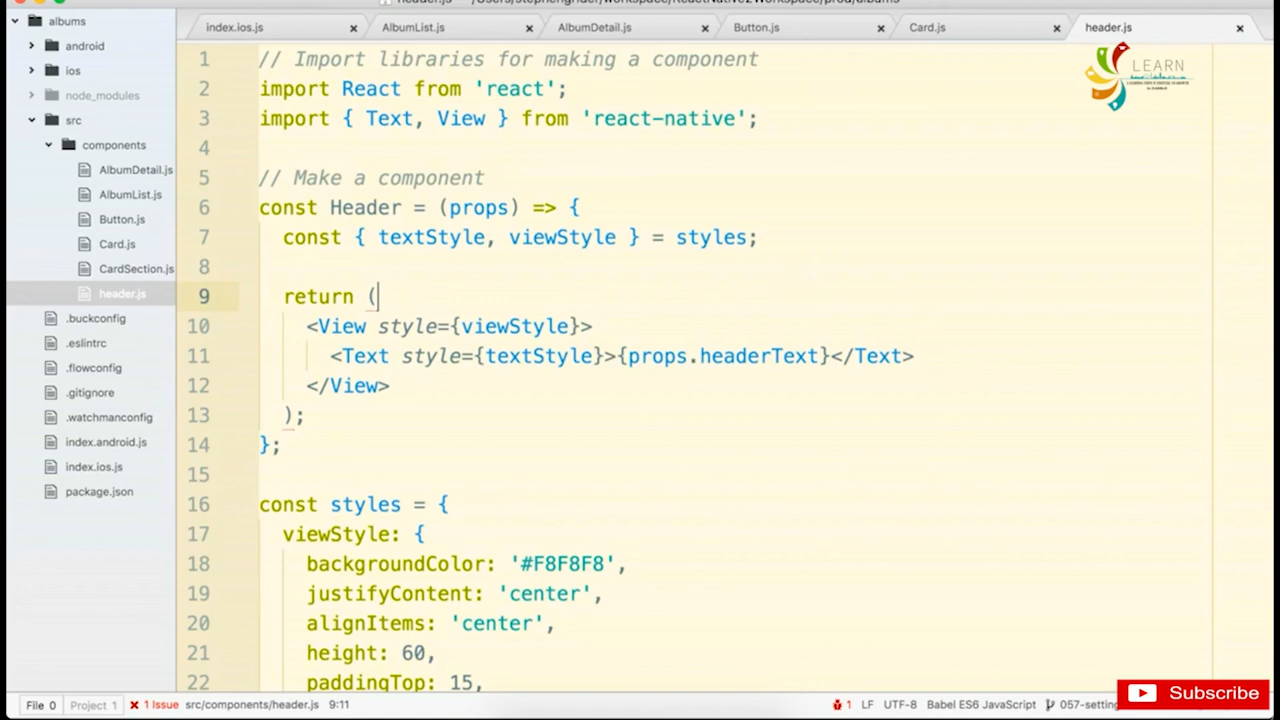 index.ios.js
AlbumList.js
AlbumDetail.js
Button.js
Card.js
header.js
albums
android
ios
node_modules
src
components
AlbumDetail.js
AlbumList.js
Button.js
Card.js
CardSection.js
header.js
.buckconfig
.eslintrc
.flowconfig
.gitignore
.watchmanconfig
index.android.js
index.ios.js
package.json
1 // Import libraries for making a component
2 import React from 'react';
3 import { Text, View } from 'react-native';
4
5 // Make a component
6 const Header = (props) => {
7 const { textStyle, viewStyle } = styles;
8
9 return (
10 <View style={viewStyle}>
11 <Text style={textStyle}>{props.headerText}</Text>
12 </View>
13 );
14 };
15
16 const styles = {
17 viewStyle: {
18 backgroundColor: '#F8F8F8',
19 justifyContent: 'center',
20 alignItems: 'center',
21 height: 60,
22 paddingTop: 15,
LEARN
Subscribe
File 0 Project 1 1 Issue src/components/header.js 9:11 1 LF UTF-8 Babel ES6 JavaScript 057-setting